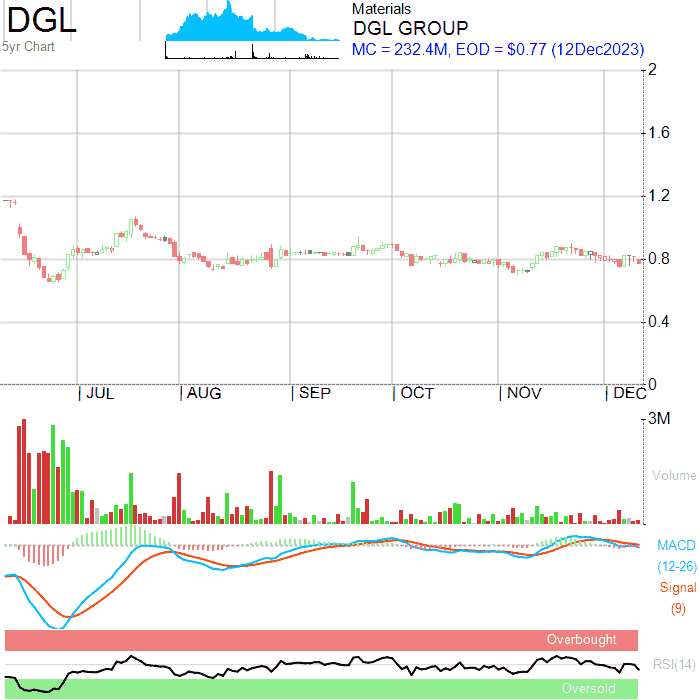 DGL
5yr Chart
Materials
DGL GROUP
MC = 232.4M, EOD = $0.77 (12Dec2023)
2
1.6
1.2
0.8
0.4
0
| JUL | AUG | SEP | OCT | NOV | DEC
3M
Volume
MACD
(12-26)
Signal
(9)
Overbought
RSI(14)
Oversold